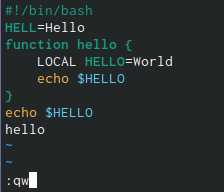 #!/bin/bash
HELL=Hello
function hello {
    LOCAL HELLO=World
    echo $HELLO
}
echo $HELLO
hello
~
~
:qw